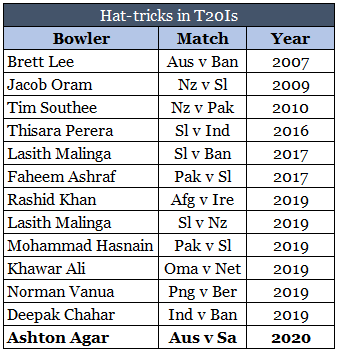 Hat-tricks in T20Is
Bowler Match Year
Brett Lee Aus v Ban 2007
Jacob Oram Nz v Sl 2009
Tim Southee Nz v Pak 2010
Thisara Perera Sl v Ind 2016
Lasith Malinga Sl v Ban 2017
Faheem Ashraf Pak v Sl 2017
Rashid Khan Afg v Ire 2019
Lasith Malinga Sl v Nz 2019
Mohammad Hasnain Pak v Sl 2019
Khawar Ali Oma v Net 2019
Norman Vanua Png v Ber 2019
Deepak Chahar Ind v Ban 2019
Ashton Agar Aus v Sa 2020